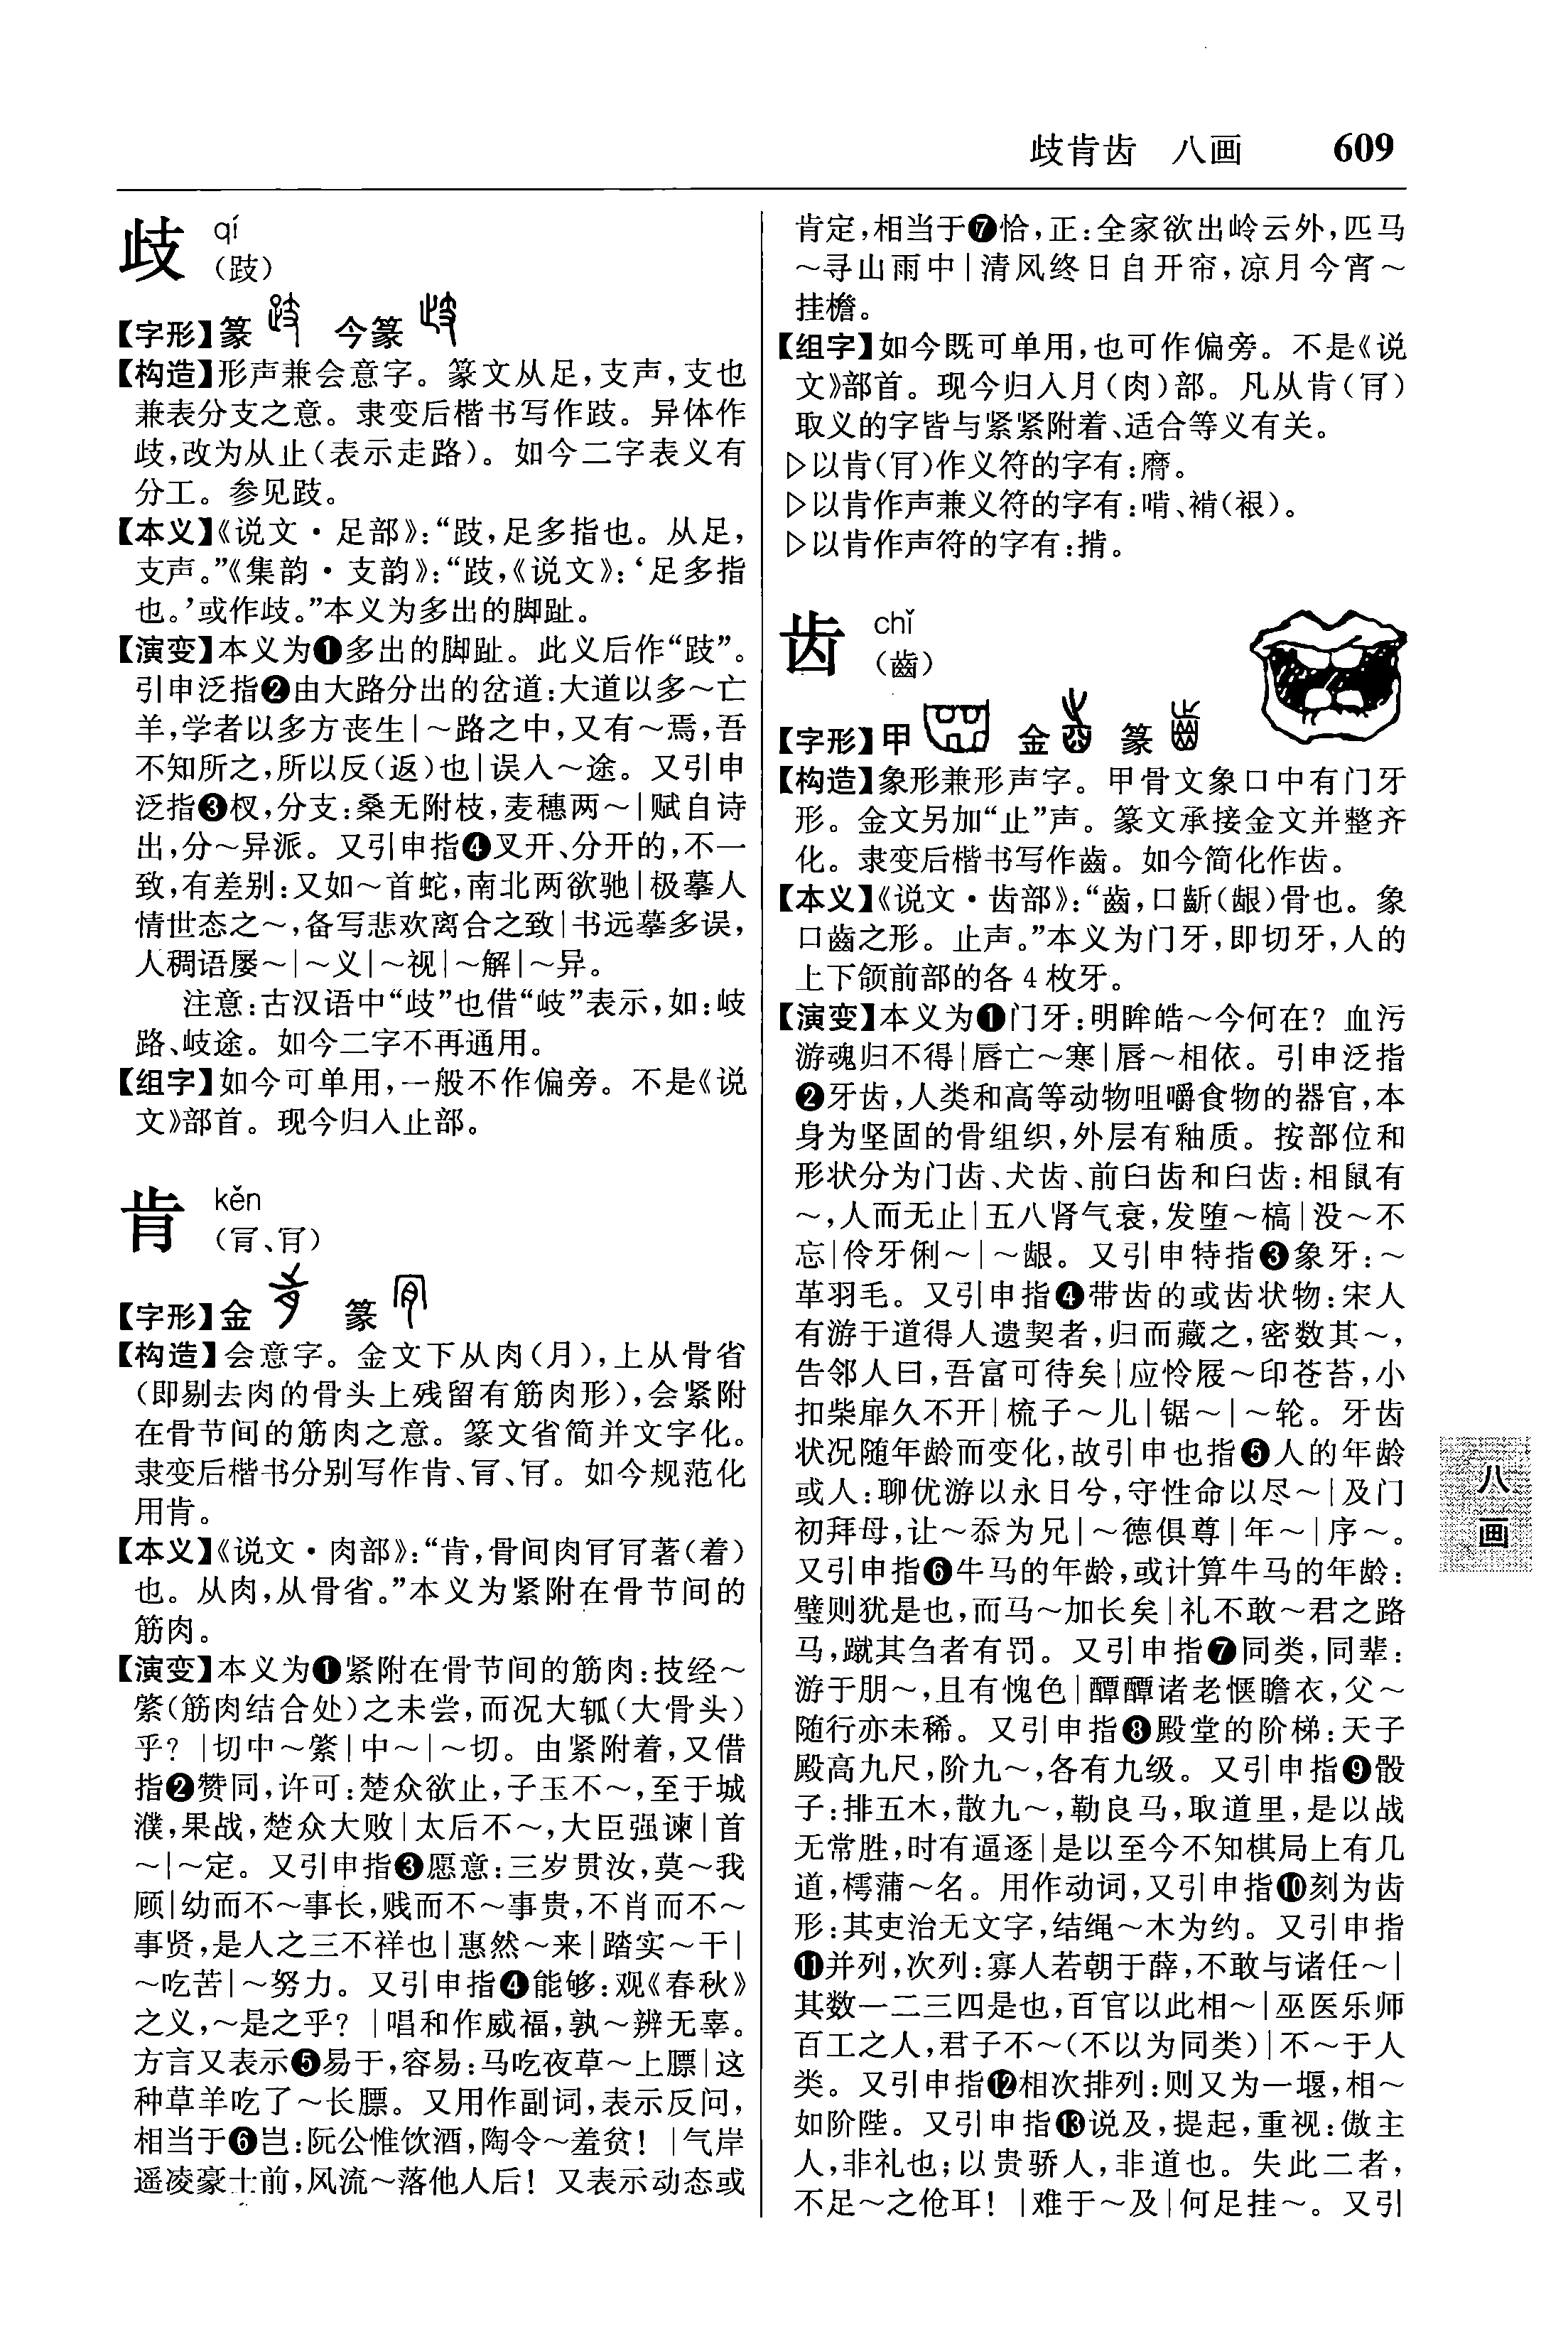 歧肯齿　八画　609
歧 qí
（跂）
【字形】篆　今篆
【构造】形声兼会意字。篆文从足，支声，支也
兼表分支之意。隶变后楷书写作跂。异体作
歧，改为从止（表示走路）。如今二字表义有
分工。参见跂。
【本义】《说文·足部》：“跂，足多指也。从足，
支声。”《集韵·支韵》：“跂，《说文》：‘足多指
也。’或作歧。”本义为多出的脚趾。
【演变】本义为❶多出的脚趾。此义后作“跂”。
引申泛指❷由大路分出的岔道：大道以多～亡
羊，学者以多方丧生|～路之中，又有～焉，吾
不知所之，所以反（返）也|误入～途。又引申
泛指❸杈，分支：桑无附枝，麦穗两～|赋自诗
出，分～异派。又引申指❹叉开、分开的，不一
致，有差别：又如～首蛇，南北两欲驰|极摹人
情世态之～，备写悲欢离合之致|书远摹多误，
人稠语屡～|～义|～视|～解|～异。
注意：古汉语中“歧”也借“岐”表示，如：岐
路、岐途。如今二字不再通用。
【组字】如今可单用，一般不作偏旁。不是《说
文》部首。现今归入止部。
肯 kěn
（肎、肎）
【字形】金　篆
【构造】会意字。金文下从肉（月），上从骨省
（即剔去肉的骨头上残留有筋肉形），会紧附
在骨节间的筋肉之意。篆文省简并文字化。
隶变后楷书分别写作肯、肎、肎。如今规范化
用肯。
【本义】《说文·肉部》：“肯，骨间肉肎肎著（着）
也。从肉，从骨省。”本义为紧附在骨节间的
筋肉。
【演变】本义为❶紧附在骨节间的筋肉：技经～
綮（筋肉结合处）之未尝，而况大軱（大骨头）
乎？|切中～綮|中～|～切。由紧附着，又借
指❷赞同，许可：楚众欲止，子玉不～，至于城
濮，果战，楚众大败|太后不～，大臣强谏|首
～|～定。又引申指❸愿意：三岁贯汝，莫～我
顾|幼而不～事长，贱而不～事贵，不肖而不～
事贤，是人之三不祥也|惠然～来|踏实～干|
～吃苦|～努力。又引申指❹能够：观《春秋》
之义，～是之乎？|唱和作威福，孰～辨无辜。
方言又表示❺易于，容易：马吃夜草～上膘|这
种草羊吃了～长膘。又用作副词，表示反问，
相当于❻岂：阮公惟饮酒，陶令～羞贫！|气岸
遥凌豪士前，风流～落他人后！又表示动态或
肯定，相当于❼恰，正：全家欲出岭云外，匹马
～寻山雨中|清风终日自开帘，凉月今宵～
挂檐。
【组字】如今既可单用，也可作偏旁。不是《说
文》部首。现今归入月（肉）部。凡从肯（肎）
取义的字皆与紧紧附着、适合等义有关。
▷以肯（肎）作义符的字有：膌。
▷以肯作声兼义符的字有：啃、褃（裉）。
▷以肯作声符的字有：掯。
齿 chǐ
（齒）
【字形】甲　金　篆
【构造】象形兼形声字。甲骨文象口中有门牙
形。金文另加“止”声。篆文承接金文并整齐
化。隶变后楷书写作齒。如今简化作齿。
【本义】《说文·齿部》：“齒，口齗（龈）骨也。象
口齒之形。止声。”本义为门牙，即切牙，人的
上下颌前部的各4枚牙。
【演变】本义为❶门牙：明眸皓～今何在？血污
游魂归不得|唇亡～寒|唇～相依。引申泛指
❷牙齿，人类和高等动物咀嚼食物的器官，本
身为坚固的骨组织，外层有釉质。按部位和
形状分为门齿、犬齿、前臼齿和臼齿：相鼠有
～，人而无止|五八肾气衰，发堕～槁|没～不
忘|伶牙俐～|～龈。又引申特指❸象牙：～
革羽毛。又引申指❹带齿的或齿状物：宋人
有游于道得人遗契者，归而藏之，密数其～，
告邻人曰，吾富可待矣|应怜屐～印苍苔，小
扣柴扉久不开|梳子～儿|锯～|～轮。牙齿
状况随年龄而变化，故引申也指❺人的年龄
或人：聊优游以永日兮，守性命以尽～|及门
初拜母，让～忝为兄|～德俱尊|年～|序～。
又引申指❻牛马的年龄，或计算牛马的年龄：
璧则犹是也，而马～加长矣|礼不敢～君之路
马，蹴其刍者有罚。又引申指❼同类，同辈：
游于朋～，且有愧色|醰醰诸老惬瞻衣，父～
随行亦未稀。又引申指❽殿堂的阶梯：天子
殿高九尺，阶九～，各有九级。又引申指❾骰
子：排五木，散九～，勒良马，取道里，是以战
无常胜，时有逼逐|是以至今不知棋局上有几
道，樗蒲～名。用作动词，又引申指❿刻为齿
形：其吏治无文字，结绳～木为约。又引申指
⓫并列，次列：寡人若朝于薛，不敢与诸任～|
其数一二三四是也，百官以此相～|巫医乐师
百工之人，君子不～（不以为同类）|不～于人
类。又引申指⓬相次排列：则又为一堰，相～
如阶陛。又引申指⓭说及，提起，重视：傲主
人，非礼也；以贵骄人，非道也。失此二者，
不足～之伧耳！|难于～及|何足挂～。又引
八画